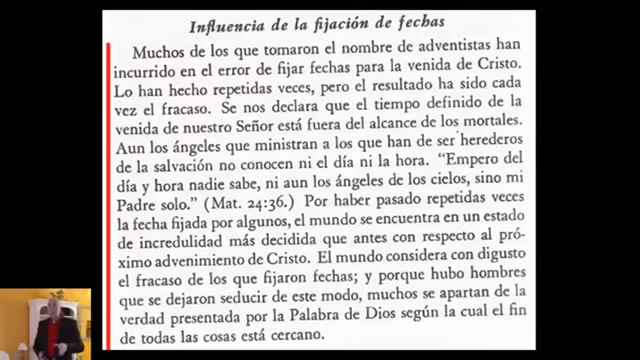 Influencia de la fijación de fechas
Muchos de los que tomaron el nombre de adventistas han
incurrido en el error de fijar fechas para la venida de Cristo.
Lo han hecho repetidas veces, pero el resultado ha sido cada
vez el fracaso. Se nos declara que el tiempo definido de la
venida de nuestro Señor está fuera del alcance de los mortales.
Aun los ángeles que ministran a los que han de ser herederos
de la salvación no conocen ni el día ni la hora. “Empero del
día y hora nadie sabe, ni aun los ángeles de los cielos, sino mi
Padre solo.” (Mat. 24:36.) Por haber pasado repetidas veces
la fecha fijada por algunos, el mundo se encuentra en un estado
de incredulidad más decidida que antes con respecto al pró-
ximo advenimiento de Cristo. El mundo considera con digusto
el fracaso de los que fijaron fechas; y porque hubo hombres
que se dejaron seducir de este modo, muchos se apartan de la
verdad presentada por la Palabra de Dios según la cual el fin
de todas las cosas está cercano.